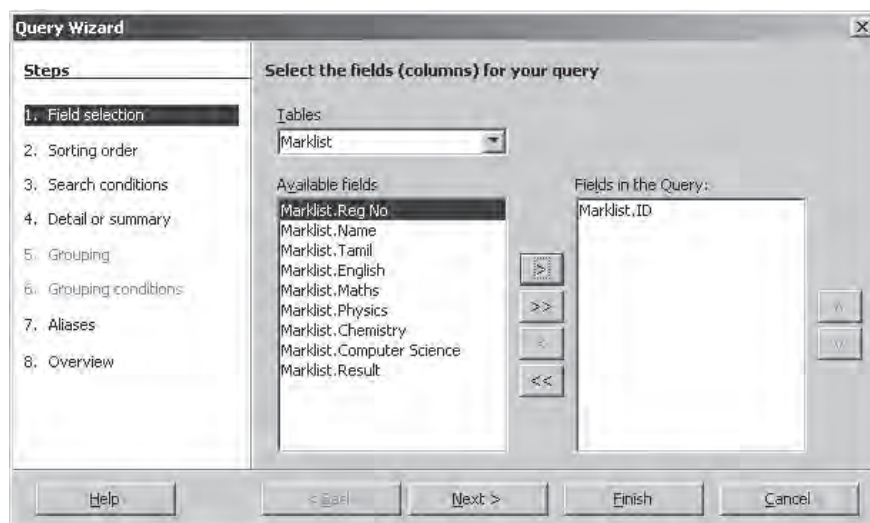 Query Wizard
Steps
1. Field selection
2. Sorting order
3. Search conditions
4. Detail or summary
5. Grouping
6. Grouping conditions
7. Aliases
8. Overview
Select the fields (columns) for your query
Tables
Marklist
Available fields
Marklist.Reg No
Marklist.Name
Marklist.Tamil
Marklist.English
Marklist.Maths
Marklist.Physics
Marklist.Chemistry
Marklist.Computer Science
Marklist.Result
>
>>
<
<<
Fields in the Query:
Marklist.ID
Help
< Back
Next >
Finish
Cancel